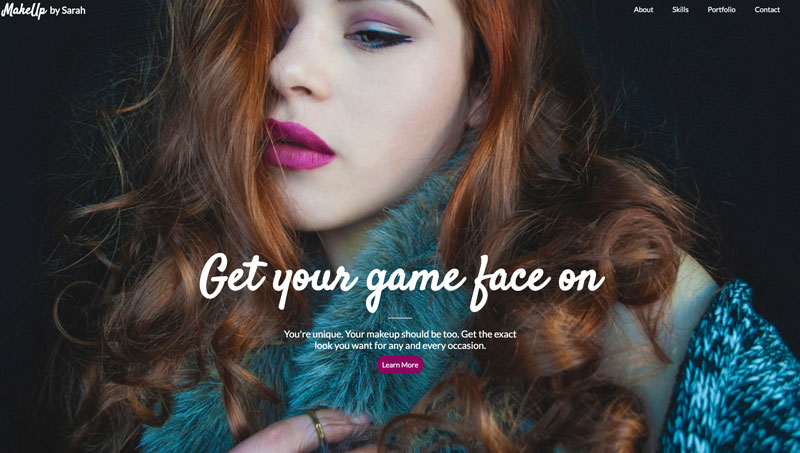 MakeUp by Sarah
About Skills Portfolio Contact
Get your game face on
You're unique. Your makeup should be too. Get the exact
look you want for any and every occasion.
Learn More